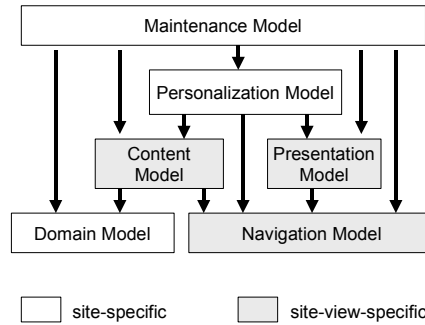 Maintenance Model
Personalization Model
Content
Model
Presentation
Model
Domain Model
Navigation Model
site-specific
site-view-specific